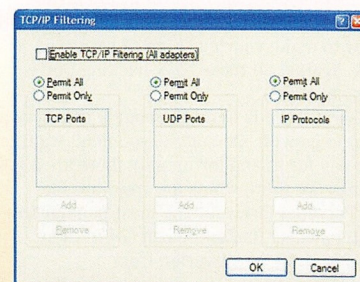 TCP/IP Filtering
Enable TCP/IP Filtering (All adapters)
Permit All Permit All Permit All
Permit Only Permit Only Permit Only
TCP Ports UDP Ports IP Protocols
Add... Add... Add...
Remove Remove Remove
OK Cancel